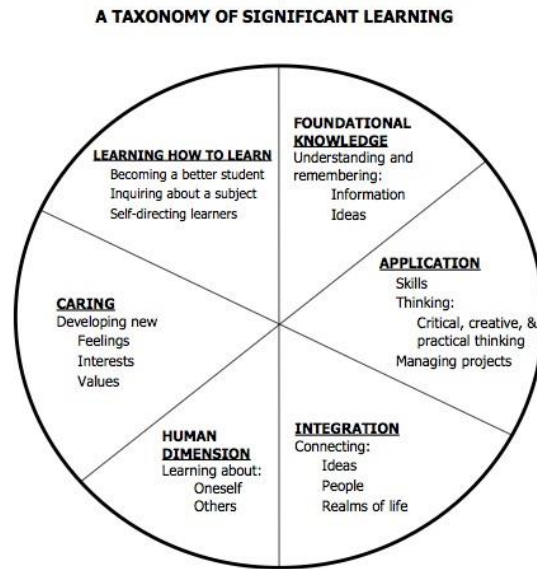 A TAXONOMY OF SIGNIFICANT LEARNING
FOUNDATIONAL
KNOWLEDGE
Understanding and
remembering:
Information
Ideas
APPLICATION
Skills
Thinking:
Critical, creative, &
practical thinking
Managing projects
INTEGRATION
Connecting:
Ideas
People
Realms of life
HUMAN
DIMENSION
Learning about:
Oneself
Others
CARING
Developing new
Feelings
Interests
Values
LEARNING HOW TO LEARN
Becoming a better student
Inquiring about a subject
Self-directing learners